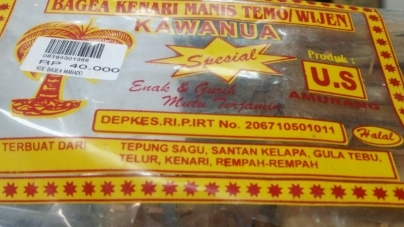 BAGEA KENARI MANIS TEMO/WIJEN
KAWANUA
Special
08194301366
RP 40.000
Produk :
U.S
AMURANG
Enak & Gurih
Mutu Terjamin
DEPKES.RI.P.IRT No. 206710501011
Halal
TERBUAT DARI
TEPUNG SAGU, SANTAN KELAPA, GULA TEBU,
TELUR, KENARI, REMPAH-REMPAH